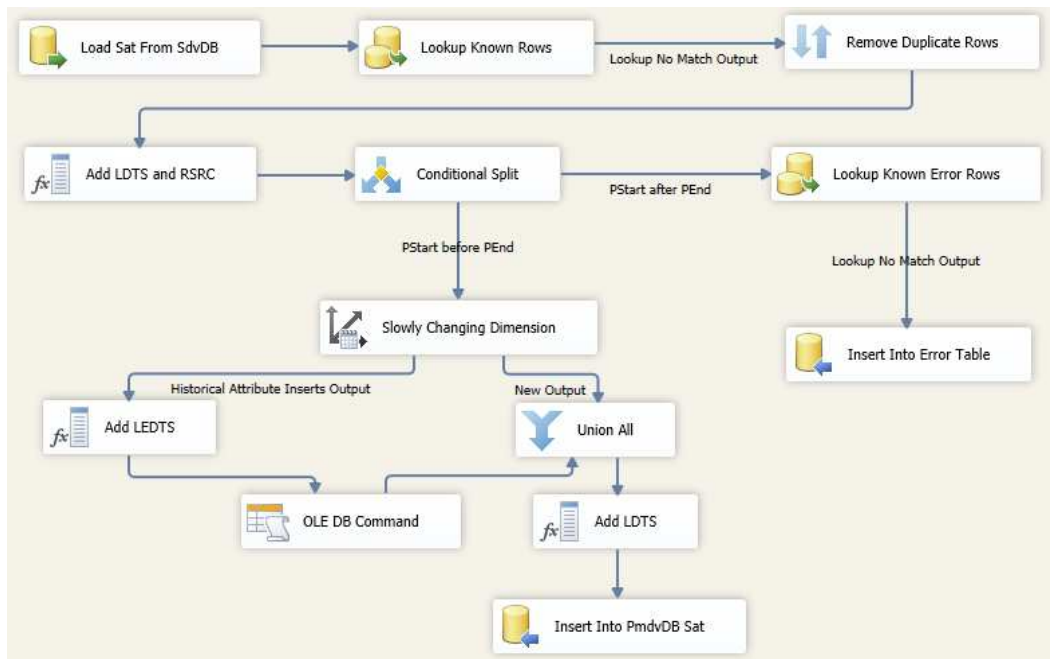 Load Sat From SdvDB
Lookup Known Rows
Lookup No Match Output
Remove Duplicate Rows
fx
Add LDTS and RSRC
Conditional Split
PStart after PEnd
Lookup Known Error Rows
PStart before PEnd
Lookup No Match Output
Slowly Changing Dimension
Insert Into Error Table
Historical Attribute Inserts Output
New Output
fx
Add LEDTS
Union All
OLE DB Command
fx
Add LDTS
Insert Into PmdvDB Sat